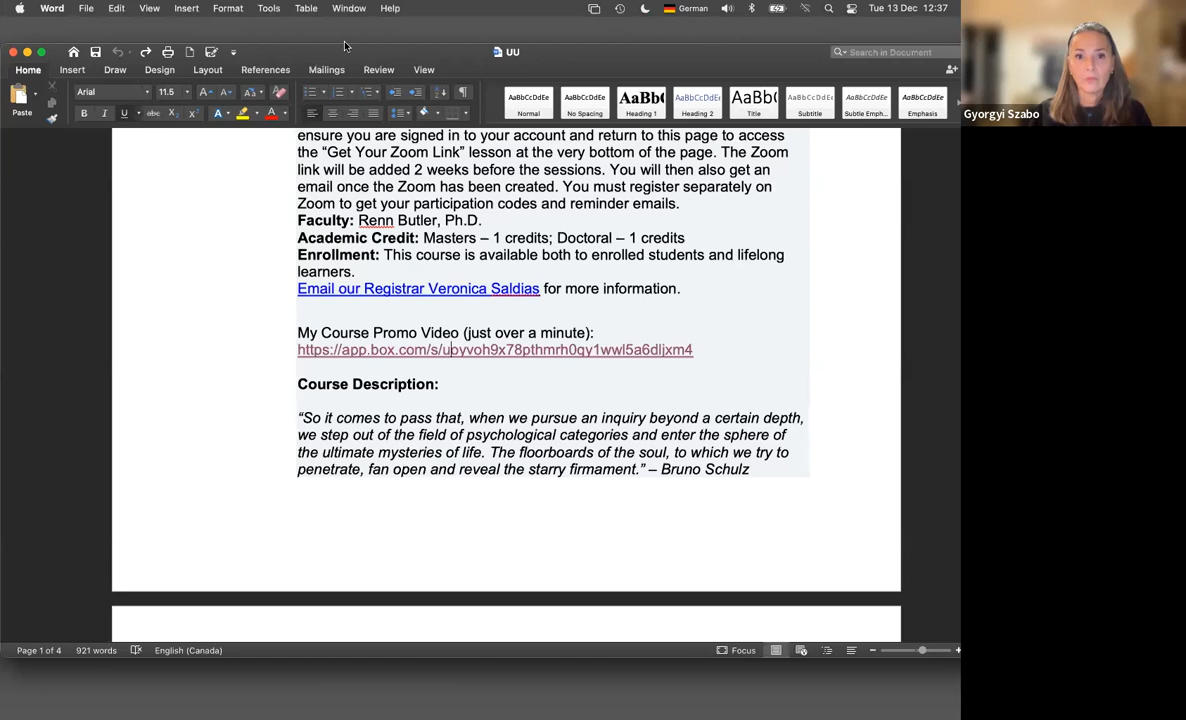 Word File Edit View Insert Format Tools Table Window Help German Tue 13 Dec 12:37
UU
Search in Document
Home Insert Draw Design Layout References Mailings Review View
Paste
Arial 11.5
AaBbCcDdEe AaBbCcDdEe AaBb( AaBbCcDdEe AaBb( AaBbCcDdEe AaBbCcDdEe AaBbCcDdEe
Normal No Spacing Heading 1 Heading 2 Title Subtitle Subtle Emph... Emphasis
Gyorgyi Szabo
ensure you are signed in to your account and return to this page to access
the “Get Your Zoom Link” lesson at the very bottom of the page. The Zoom
link will be added 2 weeks before the sessions. You will then also get an
email once the Zoom has been created. You must register separately on
Zoom to get your participation codes and reminder emails.
Faculty: Renn Butler, Ph.D.
Academic Credit: Masters – 1 credits; Doctoral – 1 credits
Enrollment: This course is available both to enrolled students and lifelong
learners.
Email our Registrar Veronica Saldias for more information.
My Course Promo Video (just over a minute):
https://app.box.com/s/upyvoh9x78pthmrh0qy1wwl5a6dljxm4
Course Description:
“So it comes to pass that, when we pursue an inquiry beyond a certain depth,
we step out of the field of psychological categories and enter the sphere of
the ultimate mysteries of life. The floorboards of the soul, to which we try to
penetrate, fan open and reveal the starry firmament.” – Bruno Schulz
Page 1 of 4 921 words English (Canada) Focus